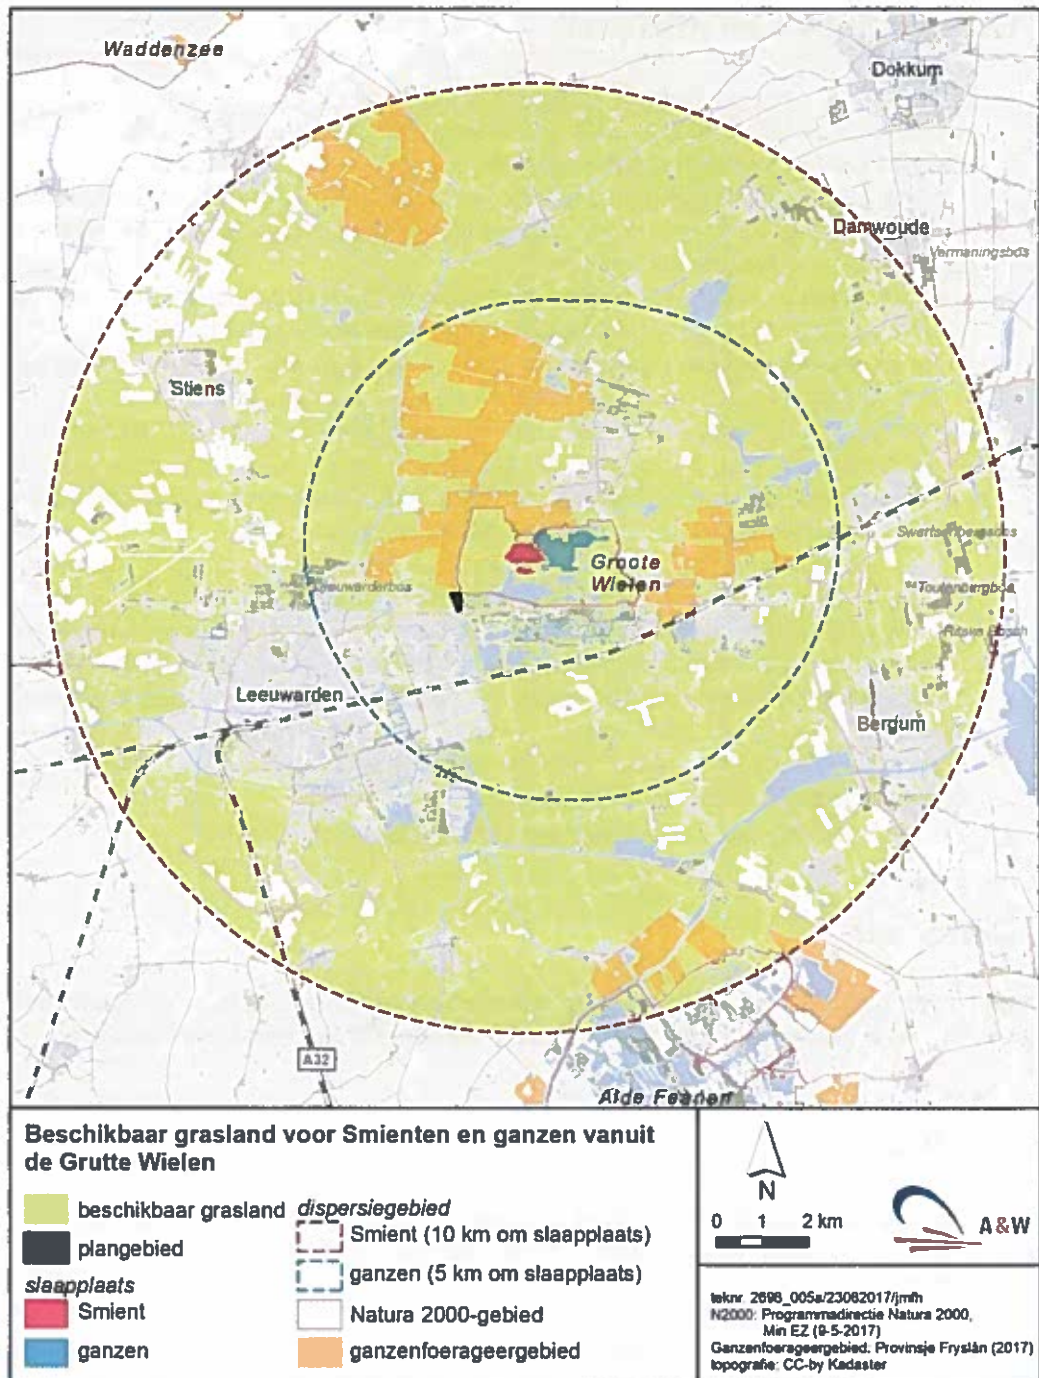 Waddenzee
Dokkum
Damwoude
Vermaningsbos
Stiens
Swartenbergbos
Groote
Wielen
Leeuwarderbos
Toutenbergbos
Leeuwarden
Bergum
A32
Alde Feanen
Beschikbaar grasland voor Smienten en ganzen vanuit
de Grutte Wielen
beschikbaar grasland
plangebied
slaapplaats
Smient
ganzen
dispersiegebied
Smient (10 km om slaapplaats)
ganzen (5 km om slaapplaats)
Natura 2000-gebied
ganzenfoerageergebied
N
0 1 2 km
A&W
teknr. 2698_005a/23082017/jmfh
N2000: Programmadirectie Natura 2000,
Min EZ (9-5-2017)
Ganzenfoerageergebied: Provinsje Fryslân (2017)
topografie: CC-by Kadaster